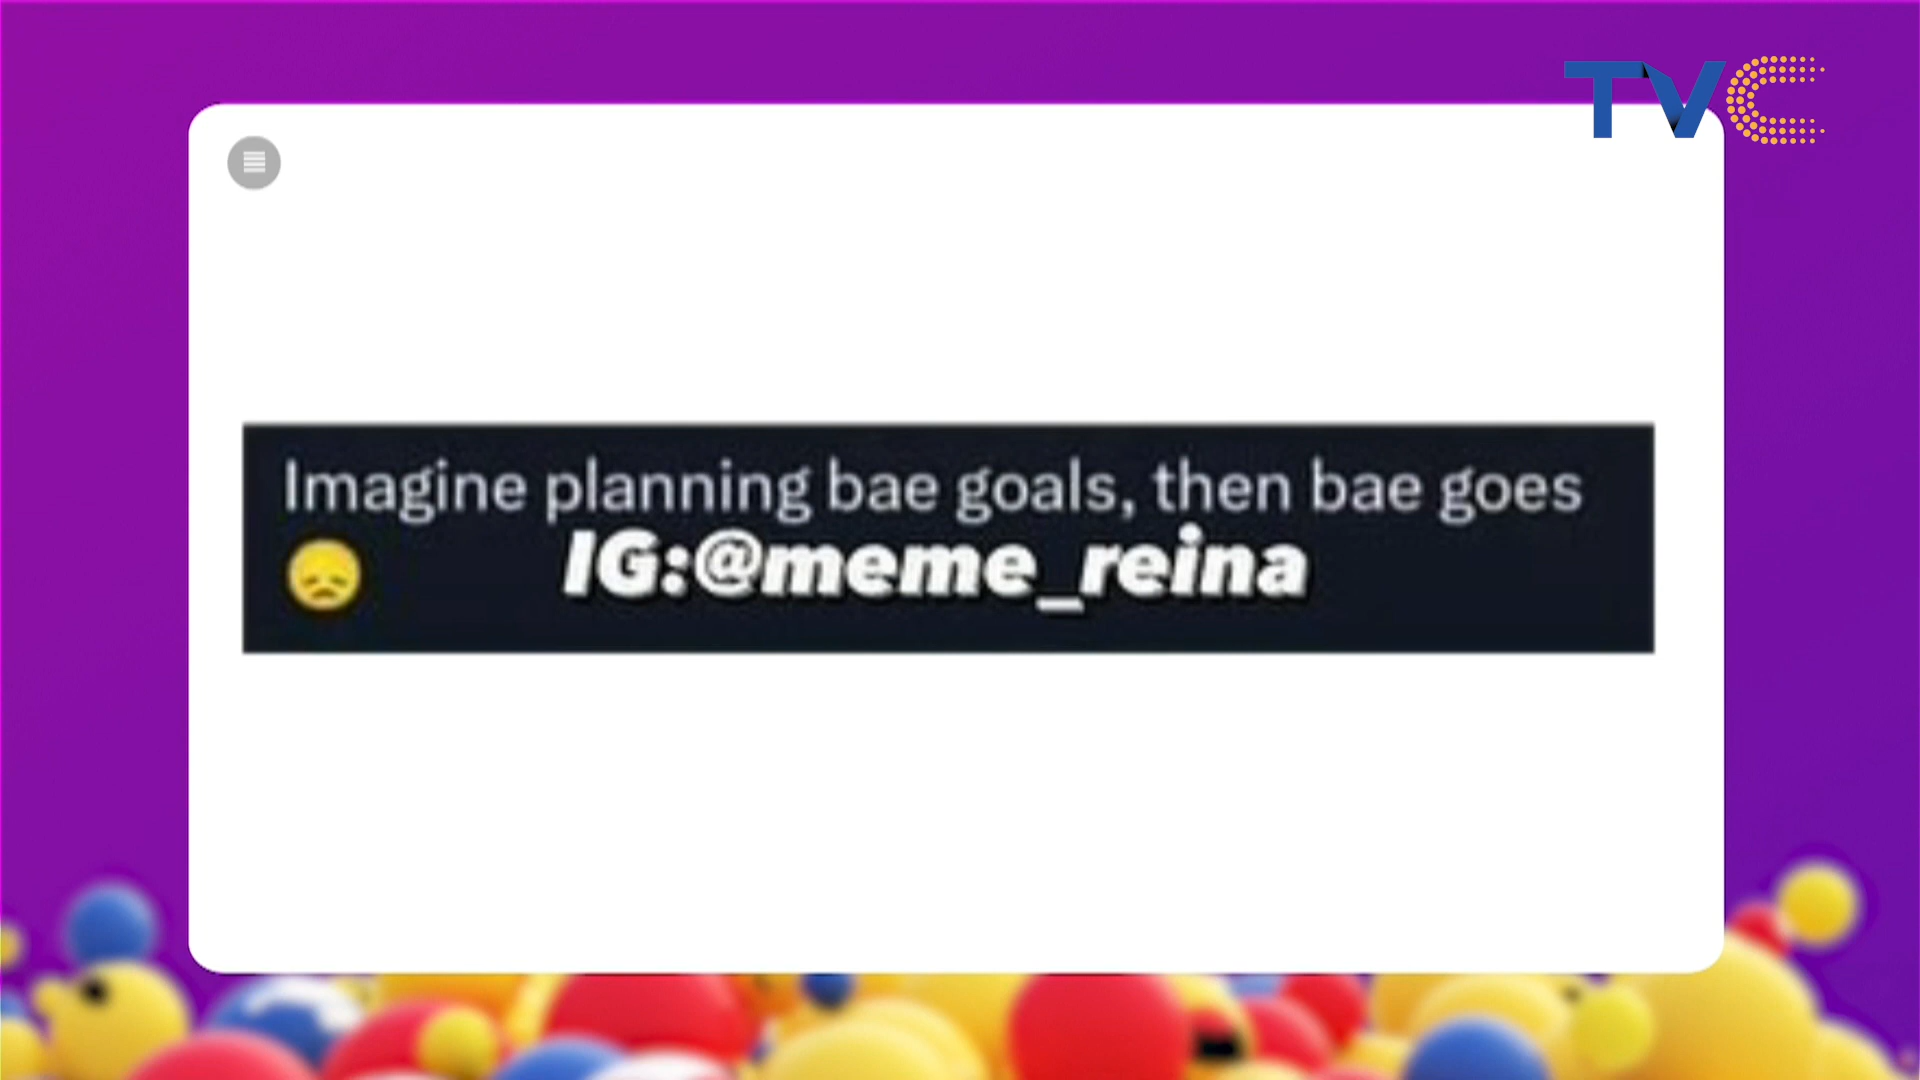 TVC
Imagine planning bae goals, then bae goes
😞
IG:@meme_reina